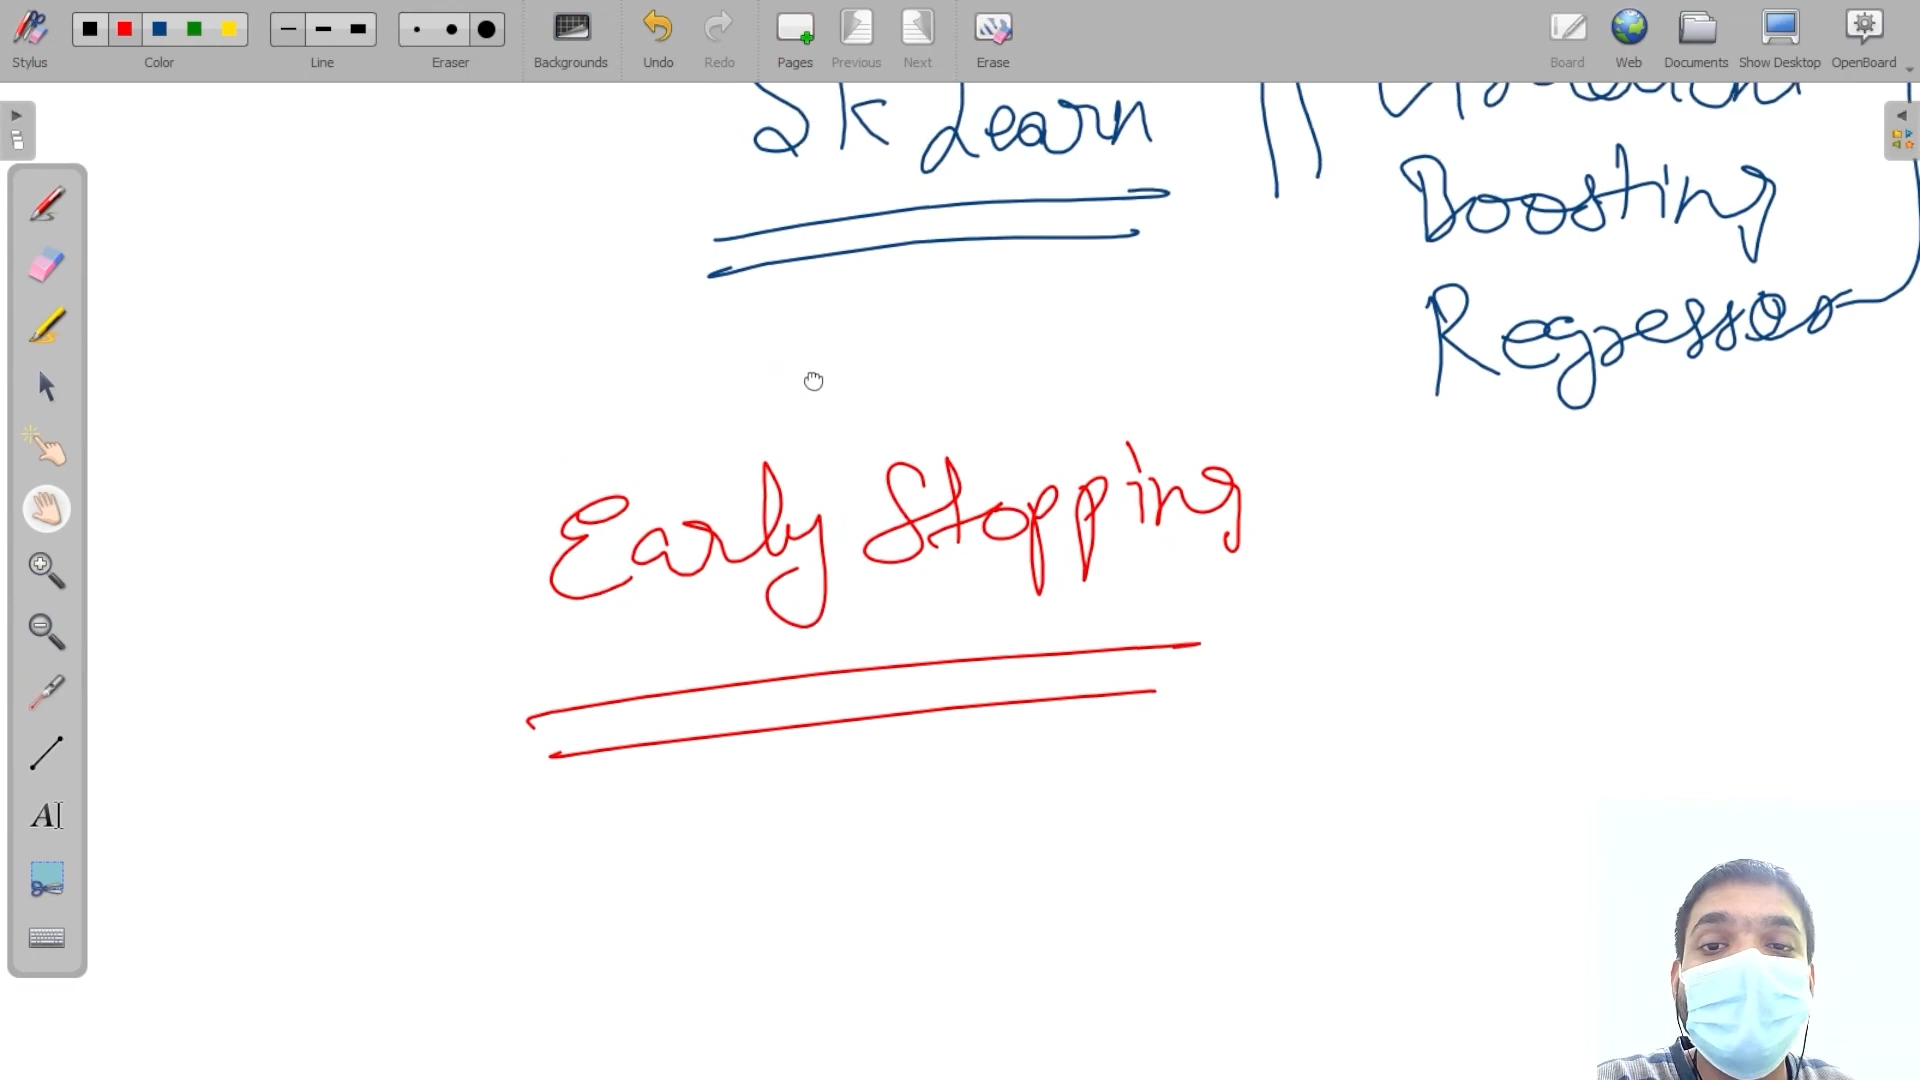 Stylus
Color
Line
Eraser
Backgrounds
Undo
Redo
Pages
Previous
Next
Erase
Board
Web
Documents
Show Desktop
OpenBoard
Sk Learn
Boosting
Regressor
Early Stopping